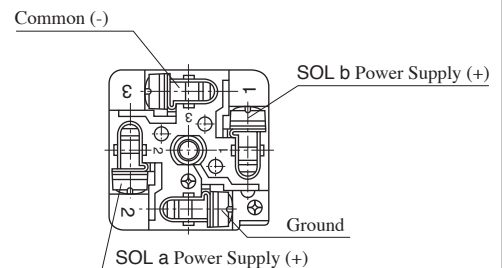 Common (-)
SOL b Power Supply (+)
3
1
3
2
1
2
Ground
SOL a Power Supply (+)